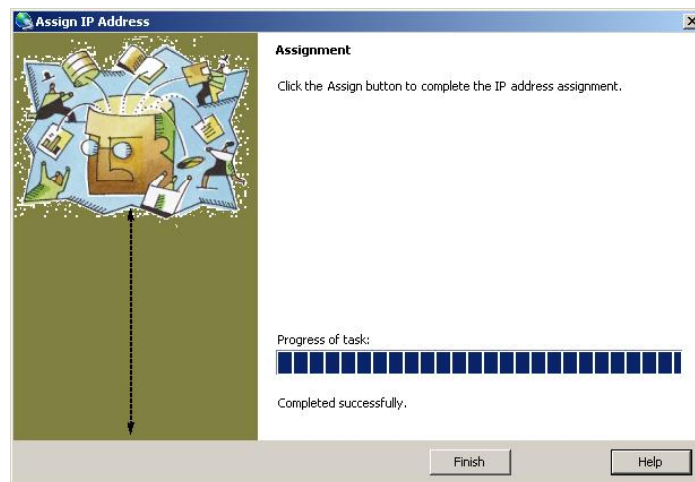 Assign IP Address
Assignment
Click the Assign button to complete the IP address assignment.
Progress of task:
Completed successfully.
Finish
Help